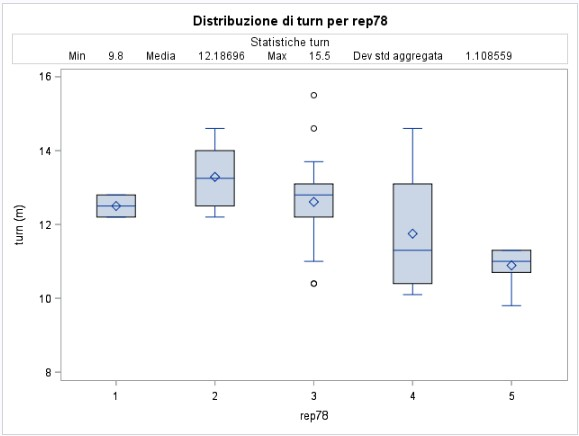 Distribuzione di turn per rep78
Statistiche turn
Min 9.8 Media 12.18696 Max 15.5 Dev std aggregata 1.108559
16
14
12
10
8
turn (m)
1 2 3 4 5
rep78